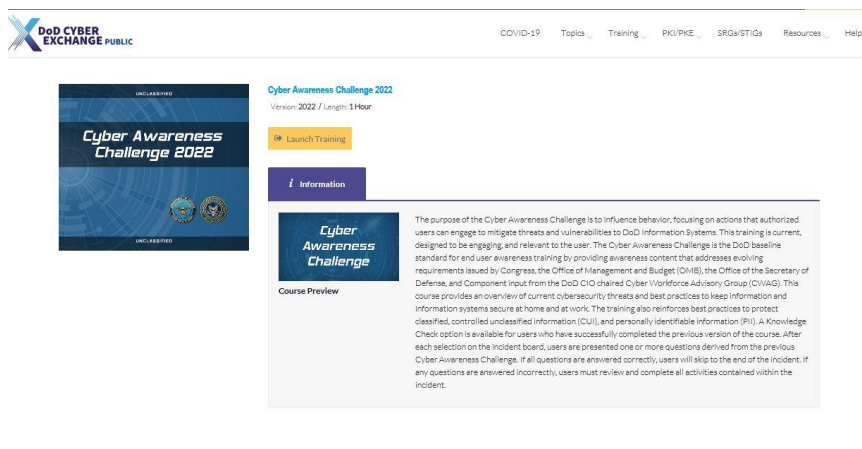 DoD CYBER
EXCHANGE PUBLIC
COVID-19 Topics Training PKI/PKE SRGs/STIGs Resources Help
UNCLASSIFIED
Cyber Awareness
Challenge 2022
UNCLASSIFIED
Cyber Awareness Challenge 2022
Version: 2022 / Length: 1 Hour
Launch Training
i Information
Cyber
Awareness
Challenge
Course Preview
The purpose of the Cyber Awareness Challenge is to influence behavior, focusing on actions that authorized
users can engage to mitigate threats and vulnerabilities to DoD Information Systems. This training is current,
designed to be engaging, and relevant to the user. The Cyber Awareness Challenge is the DoD baseline
standard for end user awareness training by providing awareness content that addresses evolving
requirements issued by Congress, the Office of Management and Budget (OMB), the Office of the Secretary of
Defense, and Component input from the DoD CIO chaired Cyber Workforce Advisory Group (CWAG). This
course provides an overview of current cybersecurity threats and best practices to keep information and
information systems secure at home and at work. The training also reinforces best practices to protect
classified, controlled unclassified information (CUI), and personally identifiable information (PII). A Knowledge
Check option is available for users who have successfully completed the previous version of the course. After
each selection on the incident board, users are presented one or more questions derived from the previous
Cyber Awareness Challenge. If all questions are answered correctly, users will skip to the end of the incident. If
any questions are answered incorrectly, users must review and complete all activities contained within the
incident.